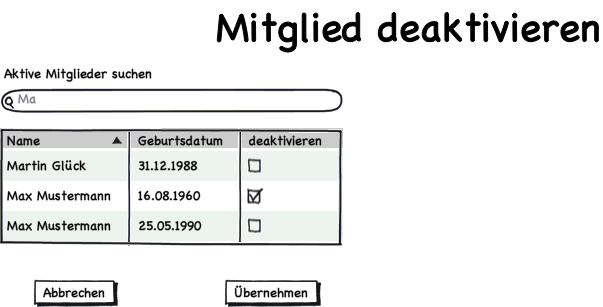 Mitglied deaktivieren
Aktive Mitglieder suchen
Ma
Name Geburtsdatum deaktivieren
Martin Glück 31.12.1988
Max Mustermann 16.08.1960
Max Mustermann 25.05.1990
Abbrechen Übernehmen